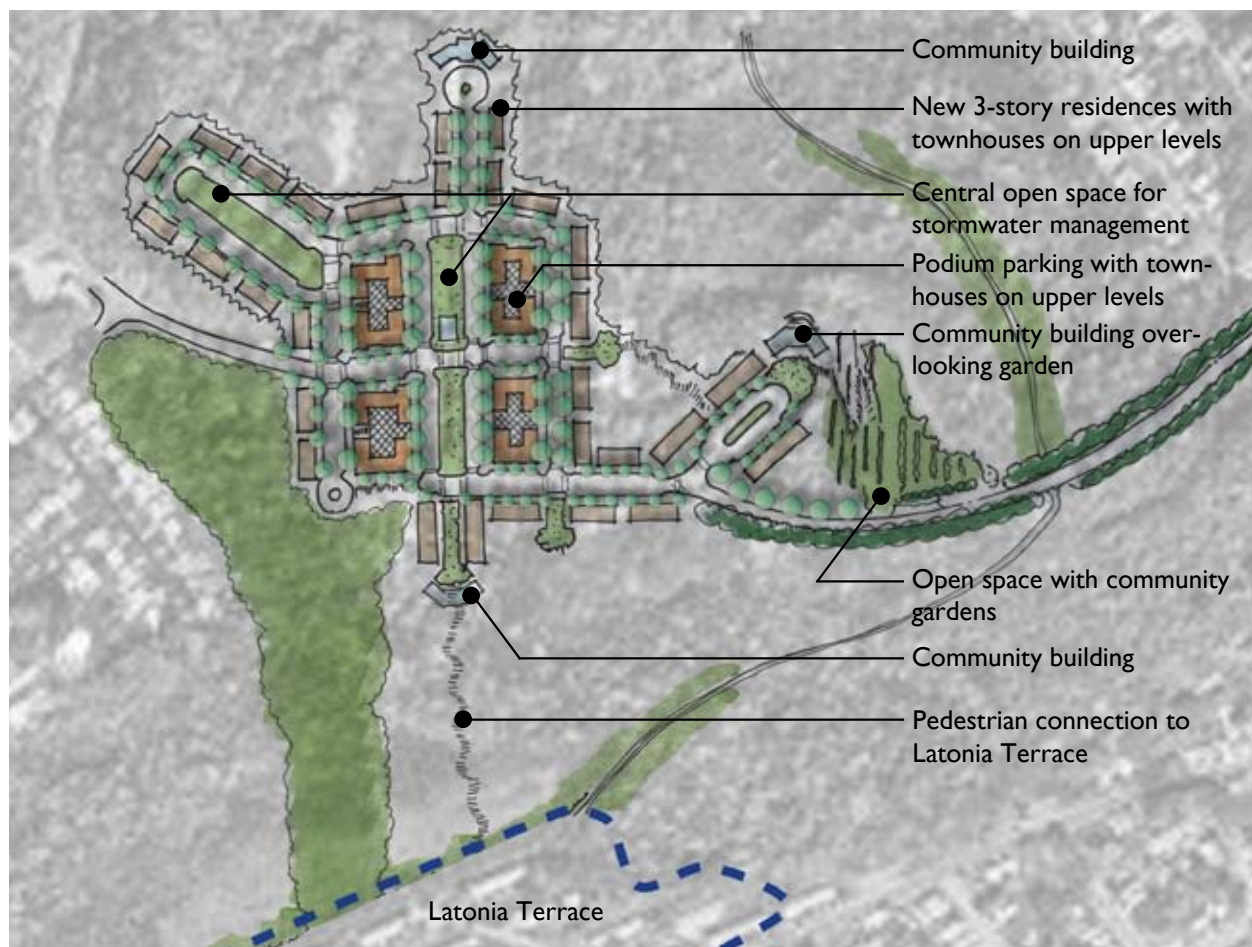 Community building
New 3-story residences with
townhouses on upper levels
Central open space for
stormwater management
Podium parking with town-
houses on upper levels
Community building over-
looking garden
Open space with community
gardens
Community building
Pedestrian connection to
Latonia Terrace
Latonia Terrace